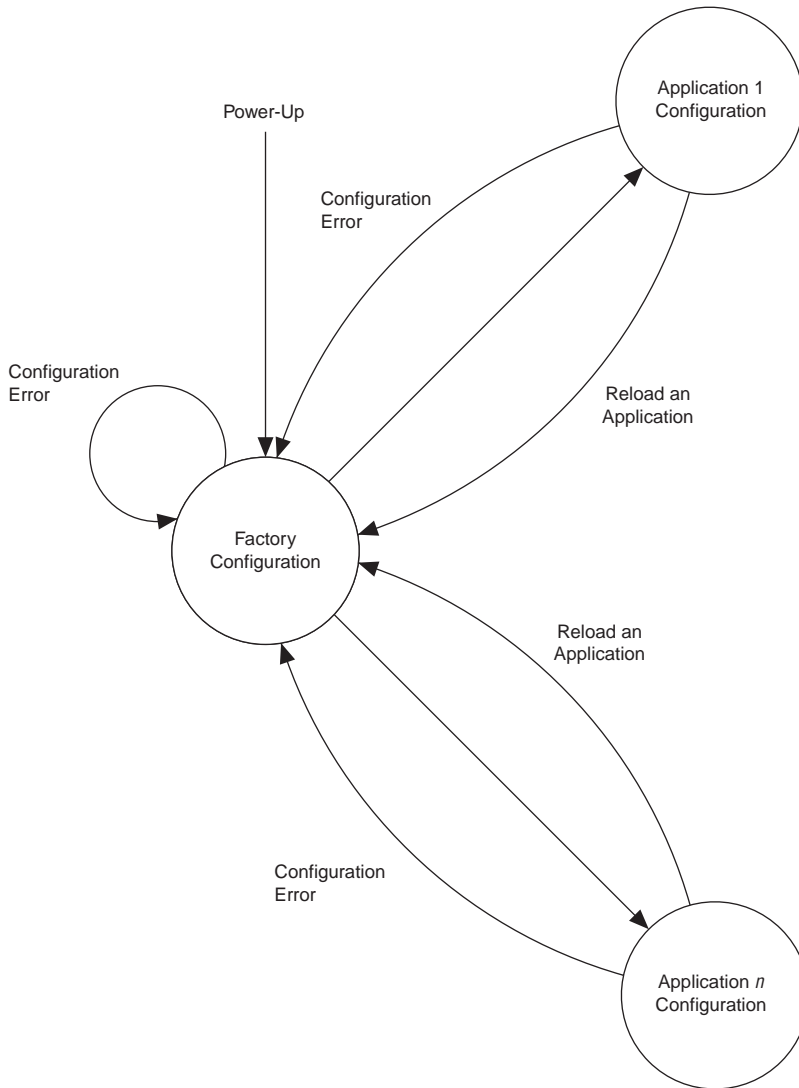 Application 1
Configuration
Power-Up
Configuration
Error
Configuration
Error
Reload an
Application
Factory
Configuration
Reload an
Application
Configuration
Error
Application n
Configuration